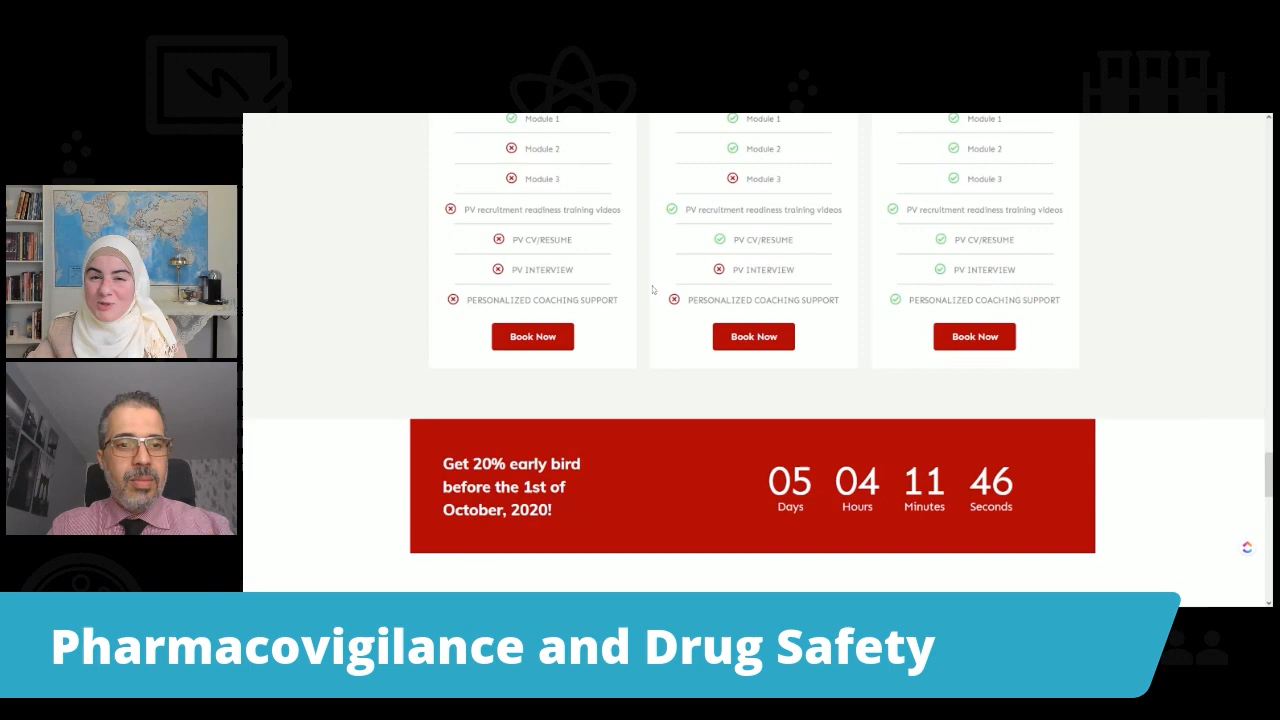 Module 1
Module 2
Module 3
PV recruitment readiness training videos
PV CV/RESUME
PV INTERVIEW
PERSONALIZED COACHING SUPPORT
Book Now
Module 1
Module 2
Module 3
PV recruitment readiness training videos
PV CV/RESUME
PV INTERVIEW
PERSONALIZED COACHING SUPPORT
Book Now
Module 1
Module 2
Module 3
PV recruitment readiness training videos
PV CV/RESUME
PV INTERVIEW
PERSONALIZED COACHING SUPPORT
Book Now
Get 20% early bird
before the 1st of
October, 2020!
05 04 11 46
Days Hours Minutes Seconds
Pharmacovigilance and Drug Safety